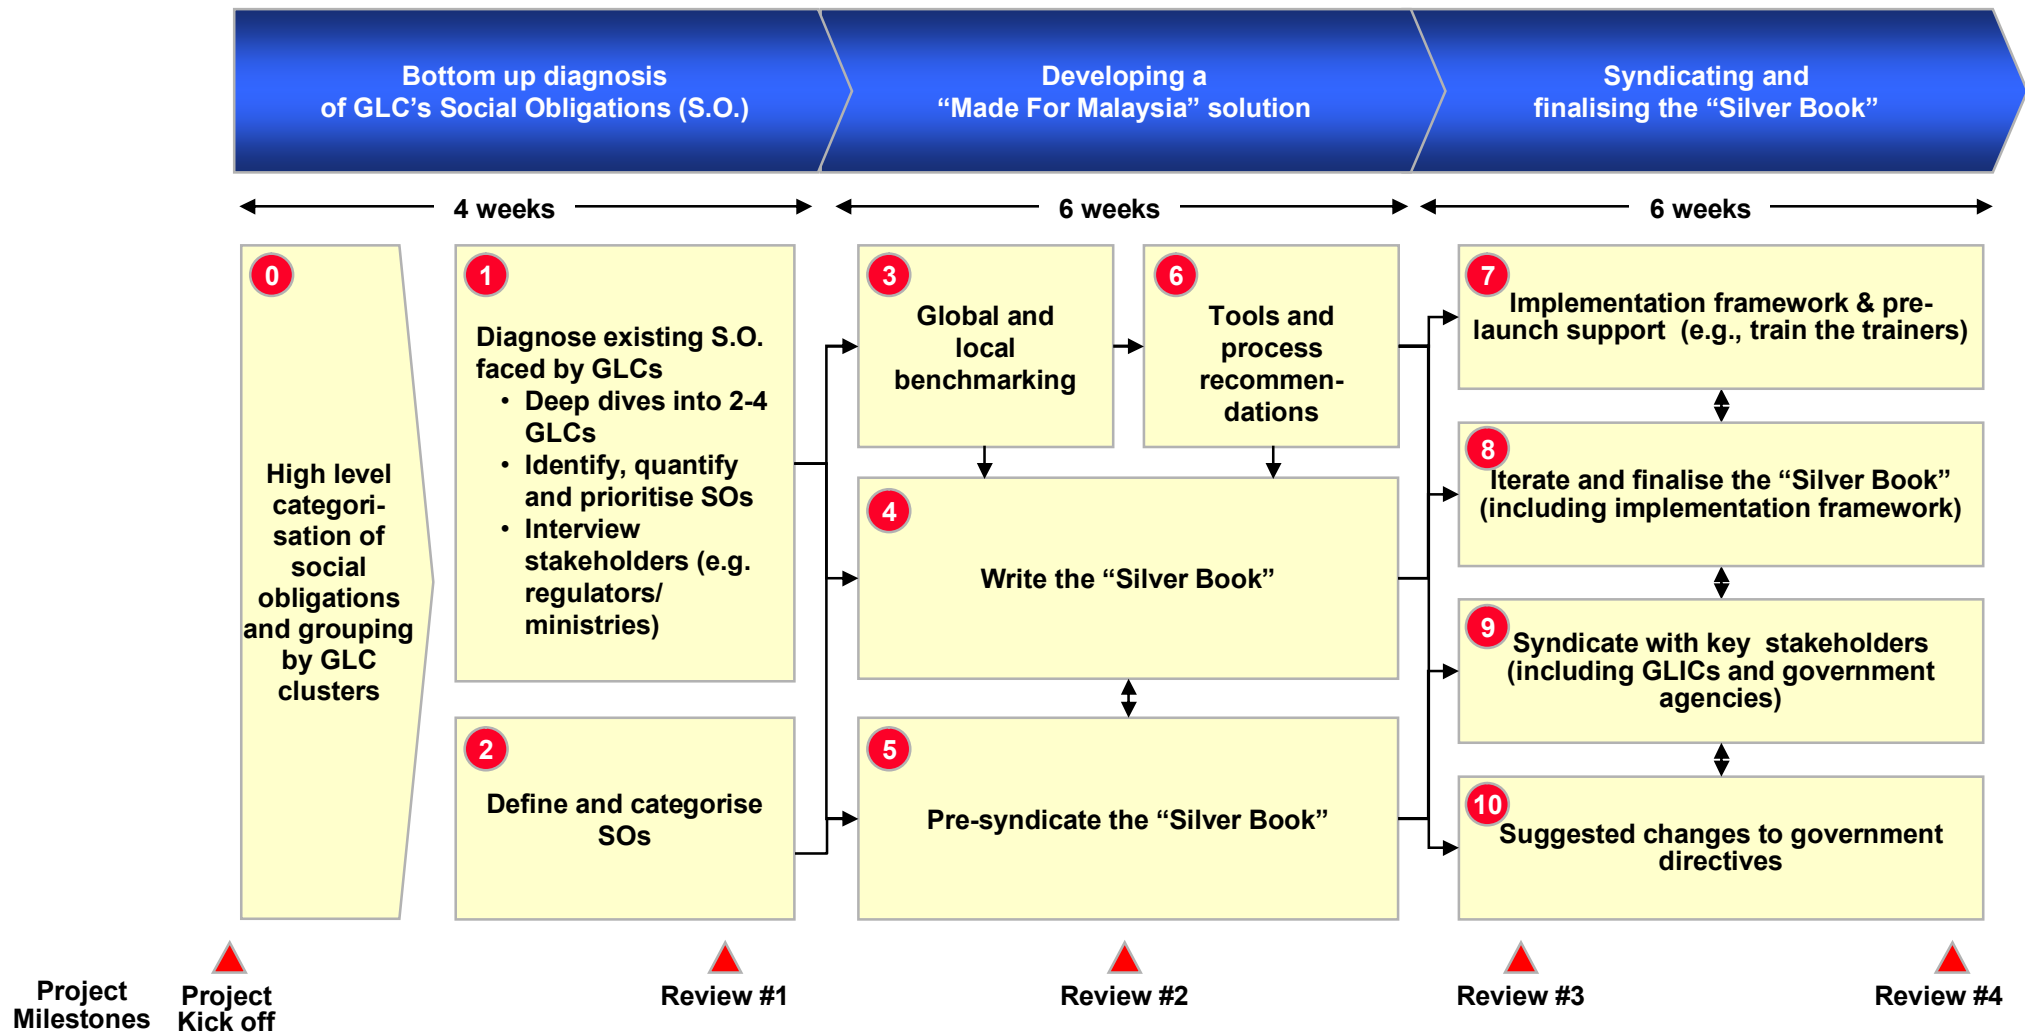 Bottom up diagnosis
of GLC's Social Obligations (S.O.)
Developing a
“Made For Malaysia” solution
Syndicating and
finalising the “Silver Book”
4 weeks
6 weeks
6 weeks
0
High level
categori-
sation of
social
obligations
and grouping
by GLC
clusters
1
Diagnose existing S.O.
faced by GLCs
• Deep dives into 2-4
GLCs
• Identify, quantify
and prioritise SOs
• Interview
stakeholders (e.g.
regulators/
ministries)
2
Define and categorise
SOs
3
Global and
local
benchmarking
6
Tools and
process
recommen-
dations
4
Write the “Silver Book”
5
Pre-syndicate the “Silver Book”
7
Implementation framework & pre-
launch support (e.g., train the trainers)
8
Iterate and finalise the “Silver Book”
(including implementation framework)
9
Syndicate with key stakeholders
(including GLICs and government
agencies)
10
Suggested changes to government
directives
Project
Milestones
Project
Kick off
Review #1
Review #2
Review #3
Review #4